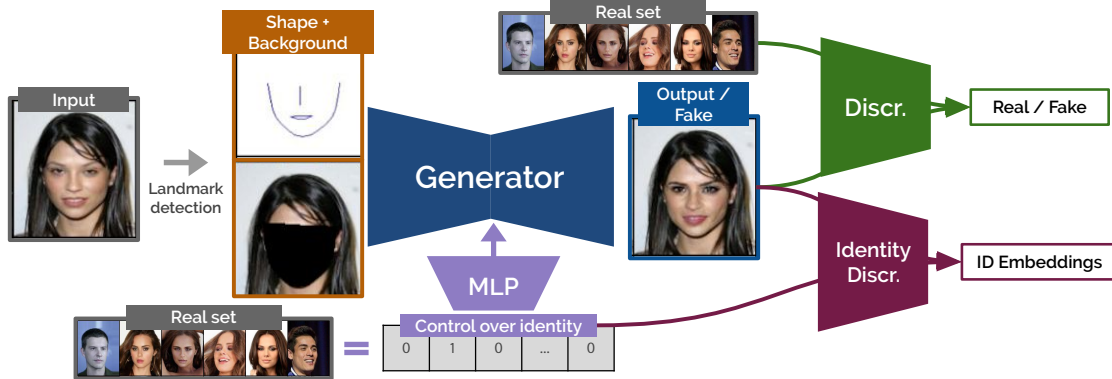 Real set
Shape +
Background
Input
Output /
Fake
Discr.
Real / Fake
Generator
Landmark
detection
Identity
Discr.
ID Embeddings
MLP
Real set
Control over identity
=
0 1 0 ... 0